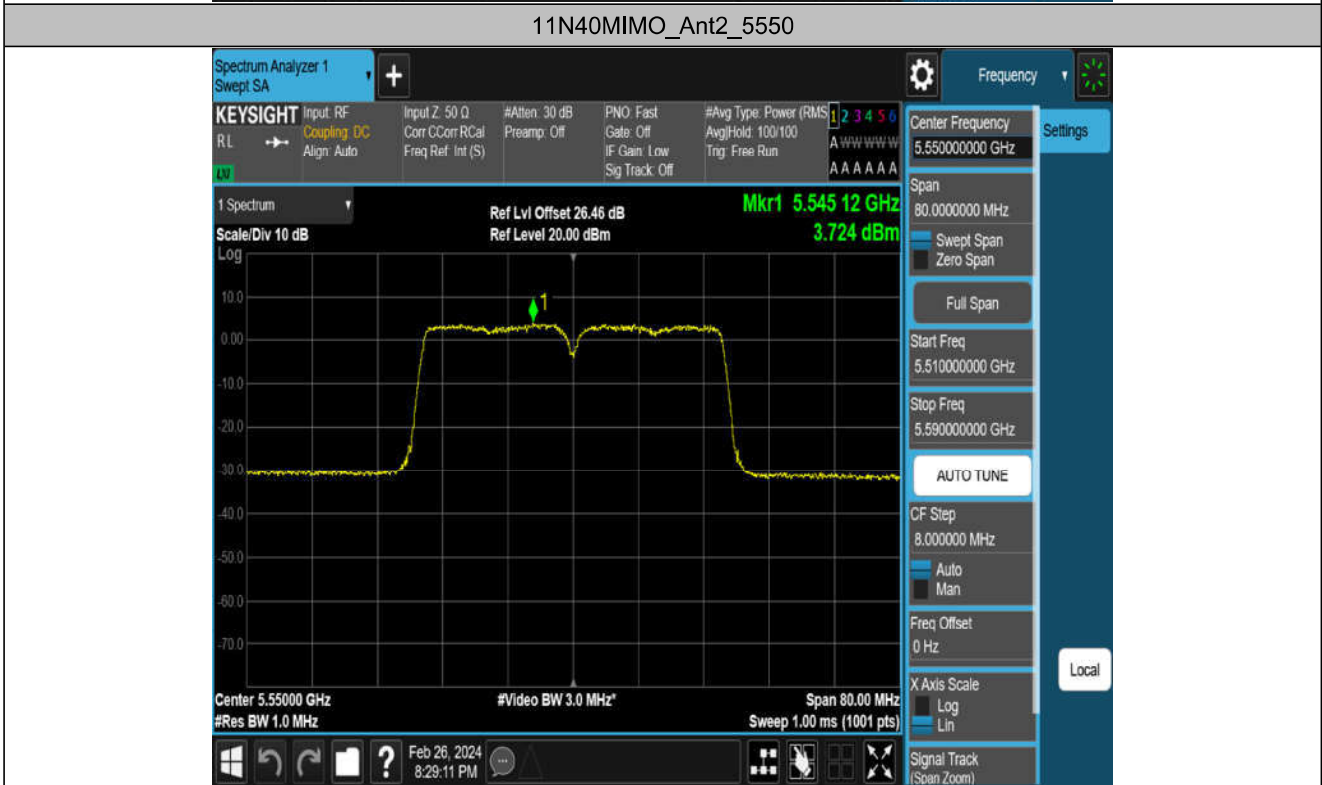 11N40MIMO_Ant2_5550
Spectrum Analyzer 1
Swept SA
+
Frequency
KEYSIGHT
RL
Input: RF
Coupling: DC
Align: Auto
Input Z: 50 Ω
Corr CCorr RCal
Freq Ref: Int (S)
#Atten: 30 dB
Preamp: Off
PNO: Fast
Gate: Off
IF Gain: Low
Sig Track: Off
#Avg Type: Power (RMS
Avg|Hold: 100/100
Trig: Free Run
1 2 3 4 5 6
A W W W W W
A A A A A A
LXI
1 Spectrum
Scale/Div 10 dB
Log
Ref Lvl Offset 26.46 dB
Ref Level 20.00 dBm
Mkr1 5.545 12 GHz
3.724 dBm
1
10.0
0.00
-10.0
-20.0
-30.0
-40.0
-50.0
-60.0
-70.0
Center 5.55000 GHz
#Res BW 1.0 MHz
#Video BW 3.0 MHz*
Span 80.00 MHz
Sweep 1.00 ms (1001 pts)
Center Frequency
5.550000000 GHz
Settings
Span
80.0000000 MHz
Swept Span
Zero Span
Full Span
Start Freq
5.510000000 GHz
Stop Freq
5.590000000 GHz
AUTO TUNE
CF Step
8.000000 MHz
Auto
Man
Freq Offset
0 Hz
X Axis Scale
Log
Lin
Local
Signal Track
(Span Zoom)
?
Feb 26, 2024
8:29:11 PM